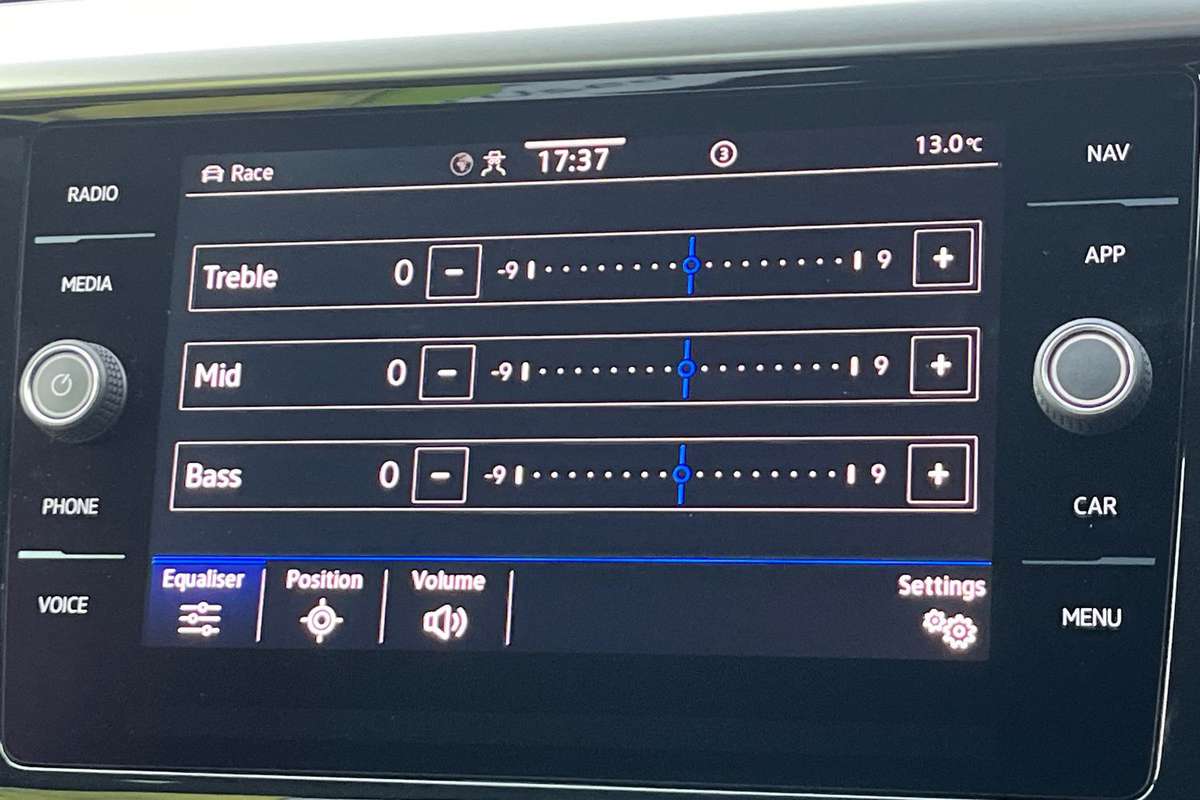 Race 17:37 3 13.0°C
RADIO
MEDIA
PHONE
VOICE
Treble 0 - -9 9 +
Mid 0 - -9 9 +
Bass 0 - -9 9 +
Equaliser Position Volume Settings
NAV
APP
CAR
MENU